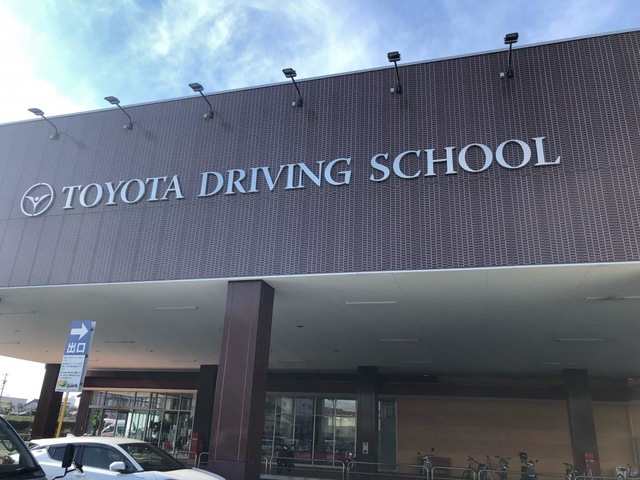 TOYOTA DRIVING SCHOOL
出口